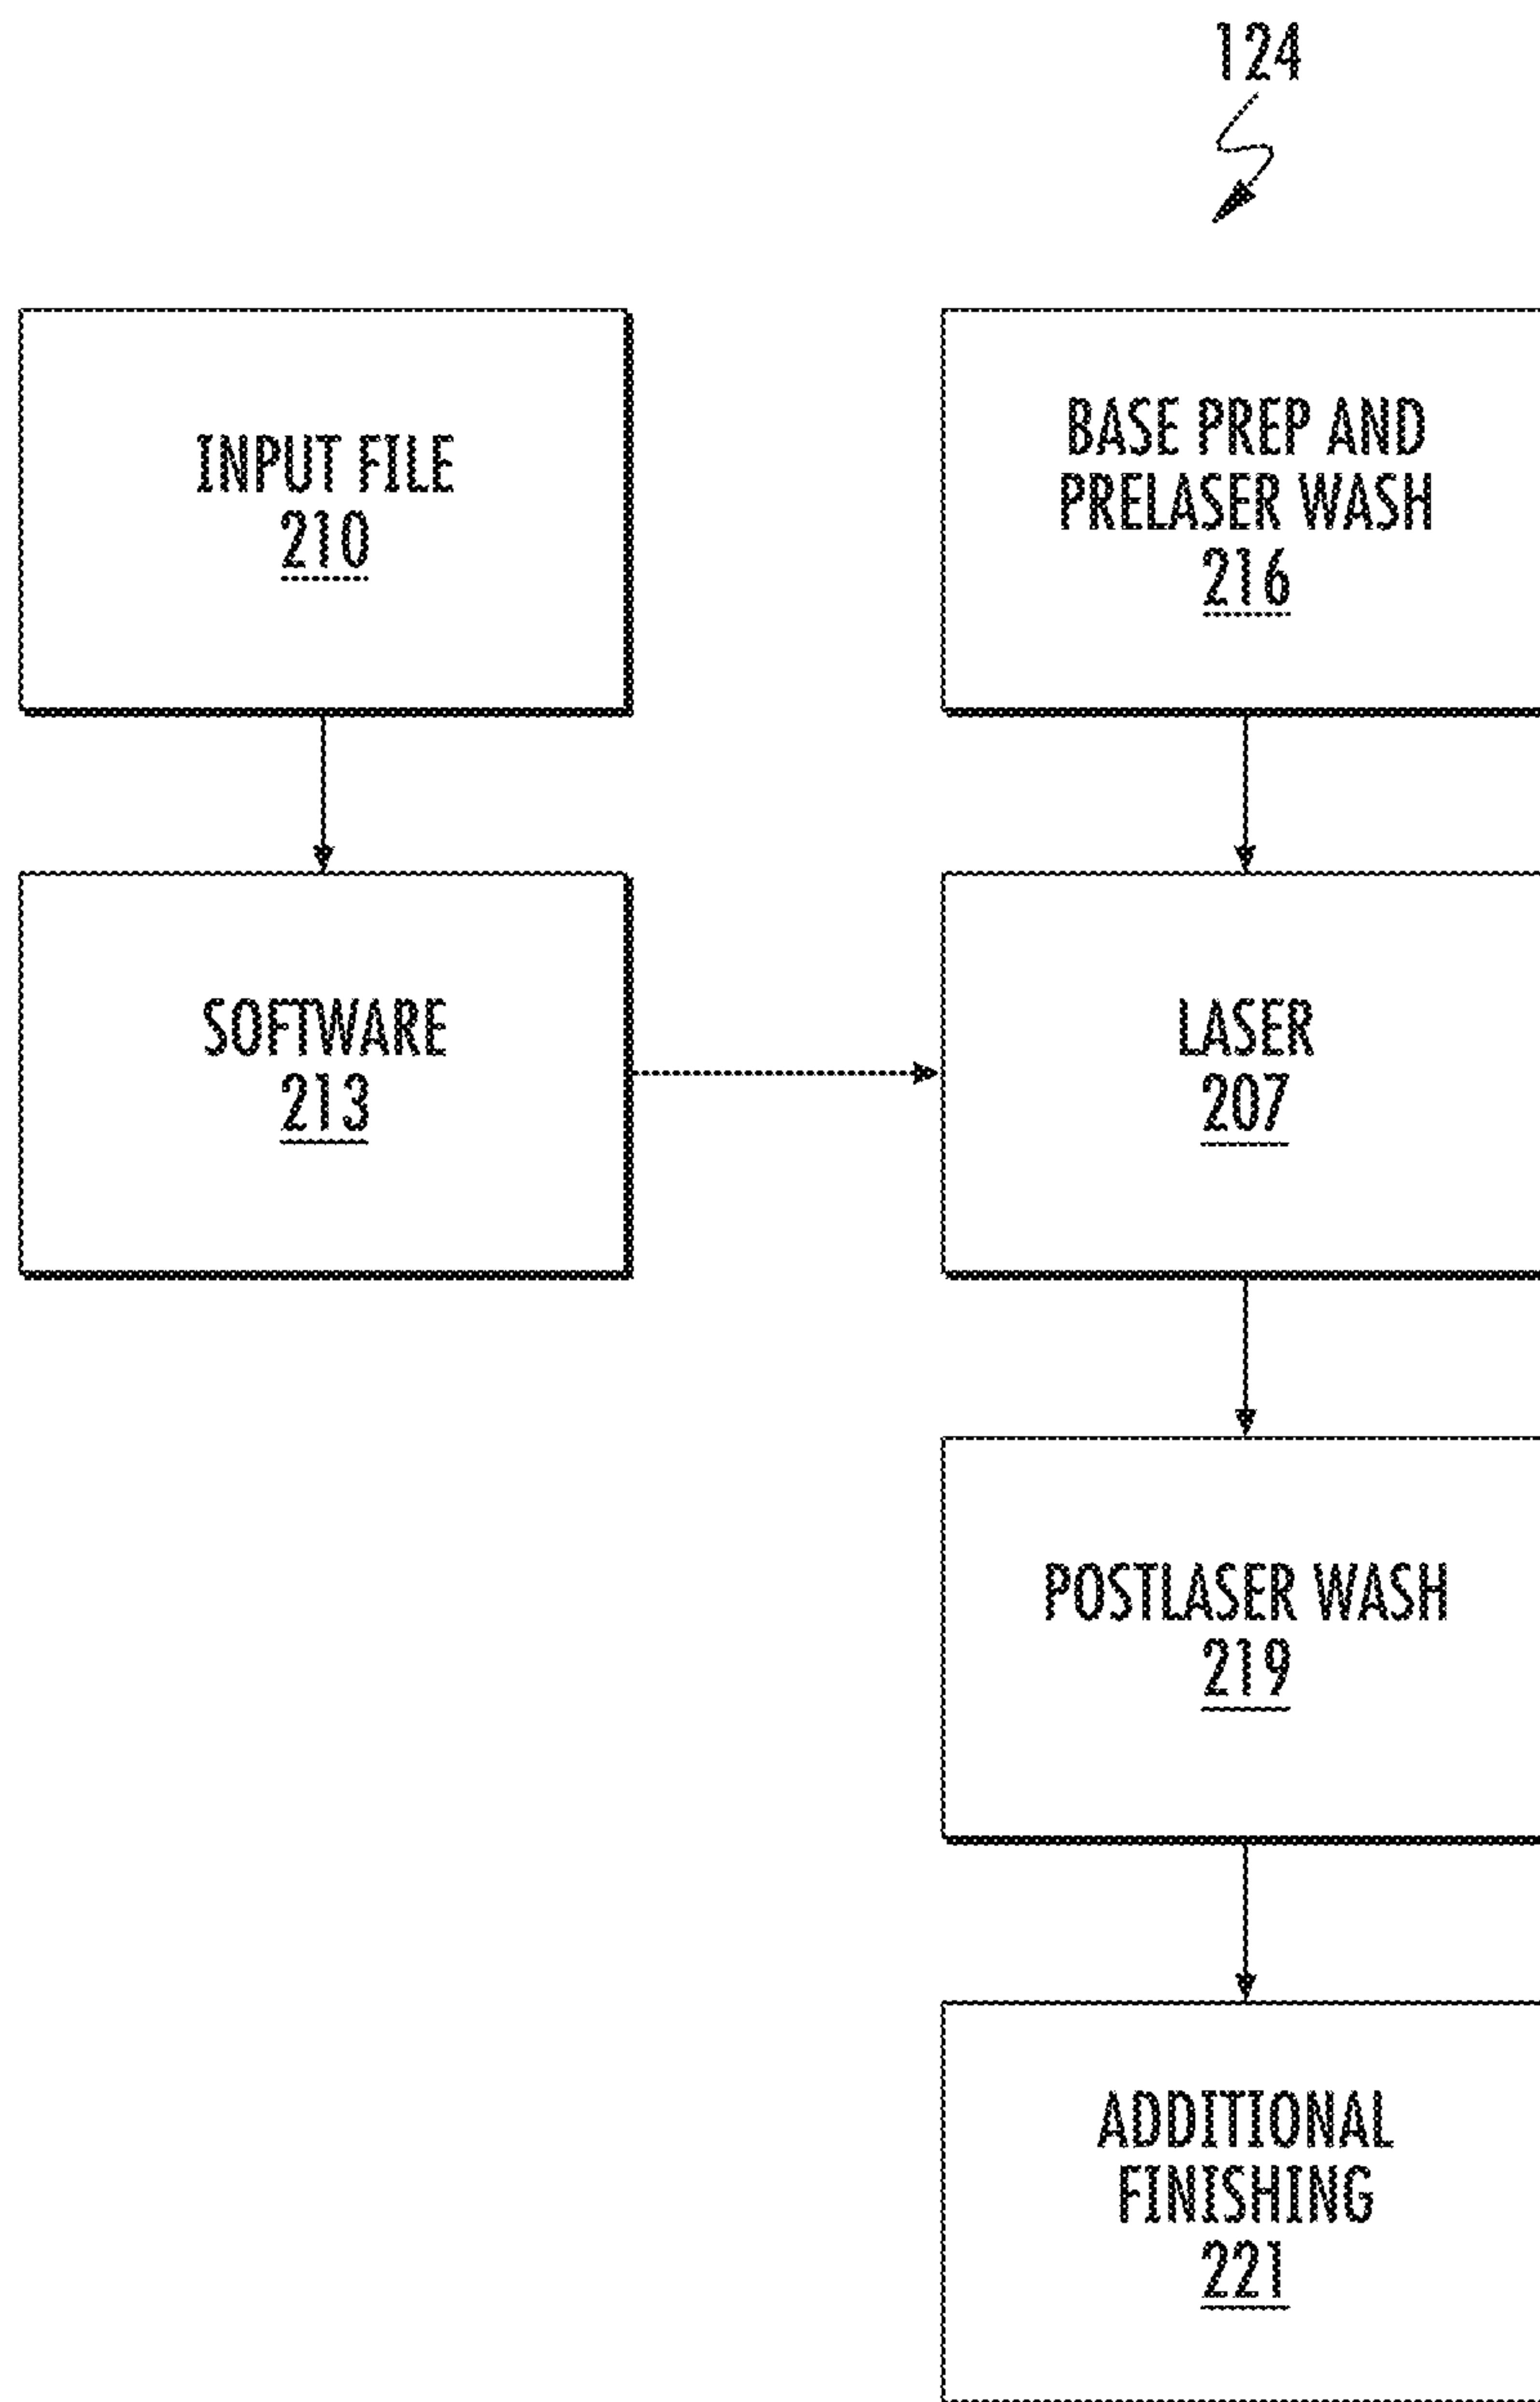 124
INPUT FILE
210
BASE PREP AND
PRELASER WASH
216
SOFTWARE
213
LASER
207
POSTLASER WASH
219
ADDITIONAL
FINISHING
221